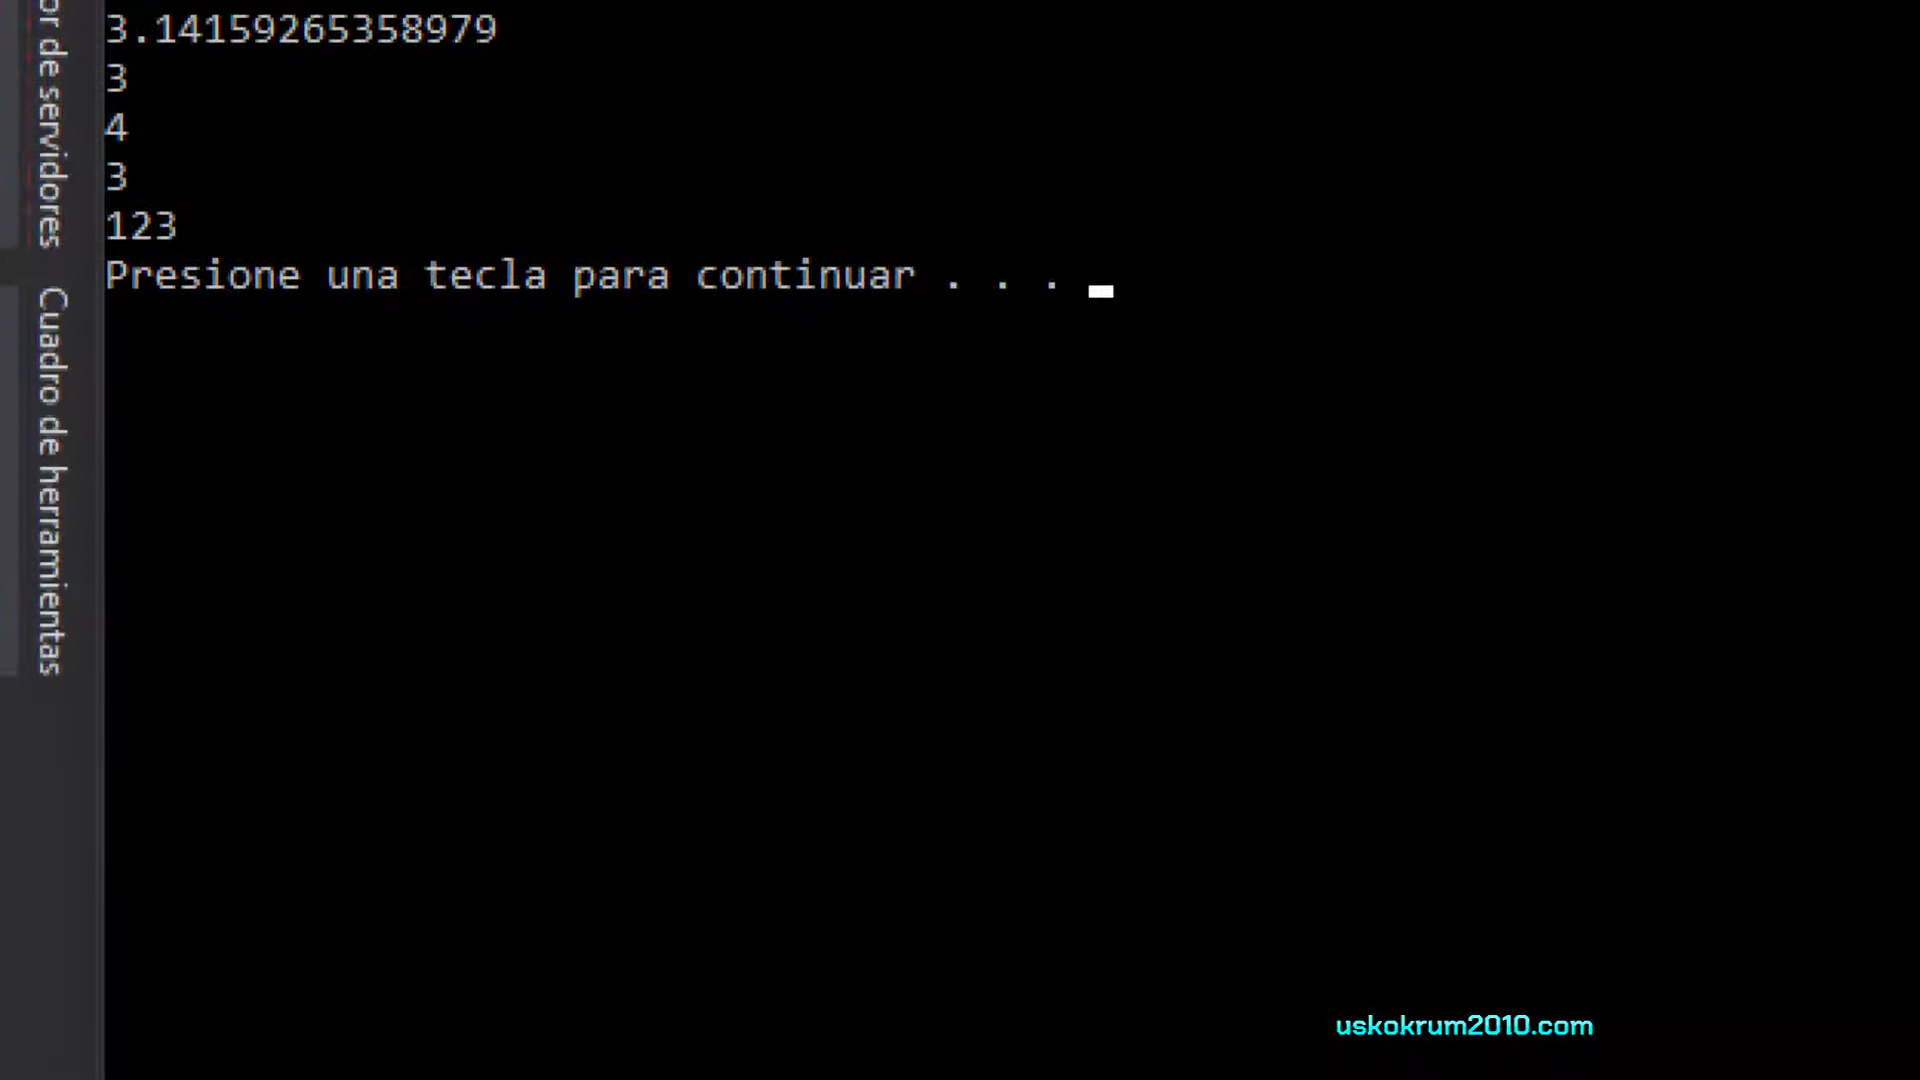 3.14159265358979
3
4
3
123
Presione una tecla para continuar . . .
de servidores
Cuadro de herramientas
uskokrum2010.com